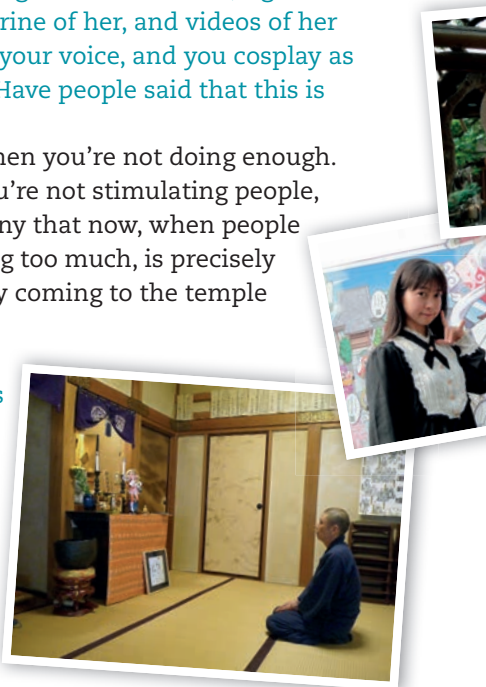 rine of her, and videos of her
your voice, and you cosplay as
Have people said that this is
hen you're not doing enough.
u're not stimulating people,
ny that now, when people
g too much, is precisely
y coming to the temple
s